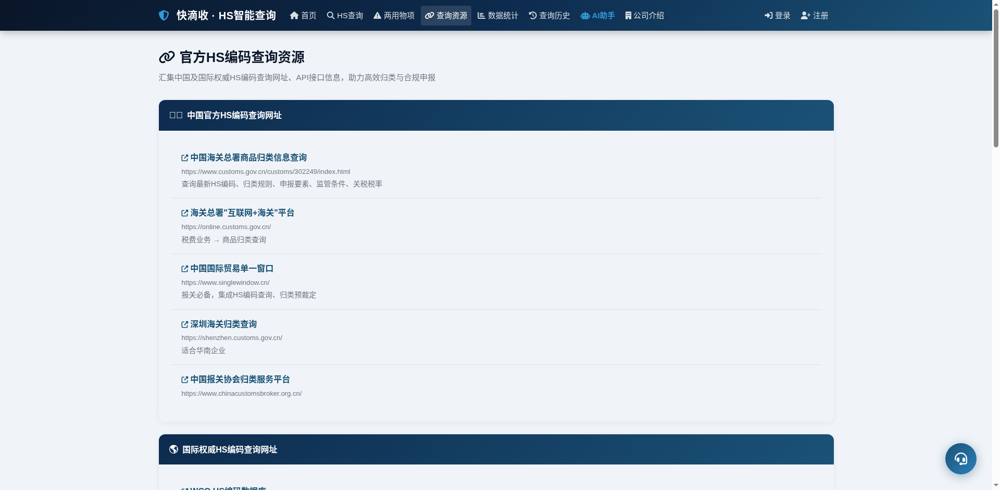 快滴收 · HS智能查询
首页
HS查询
两用物项
查询资源
数据统计
查询历史
AI助手
公司介绍
登录
注册
官方HS编码查询资源
汇集中国及国际权威HS编码查询网址、API接口信息，助力高效归类与合规申报
中国官方HS编码查询网址
中国海关总署商品归类信息查询
https://www.customs.gov.cn/customs/302249/index.html
查询最新HS编码、归类规则、申报要素、监管条件、关税税率
海关总署"互联网+海关"平台
https://online.customs.gov.cn/
税费业务 → 商品归类查询
中国国际贸易单一窗口
https://www.singlewindow.cn/
报关必备，集成HS编码查询、归类预裁定
深圳海关归类查询
https://shenzhen.customs.gov.cn/
适合华南企业
中国报关协会归类服务平台
https://www.chinacustomsbroker.org.cn/
国际权威HS编码查询网址
WCO HS编码数据库